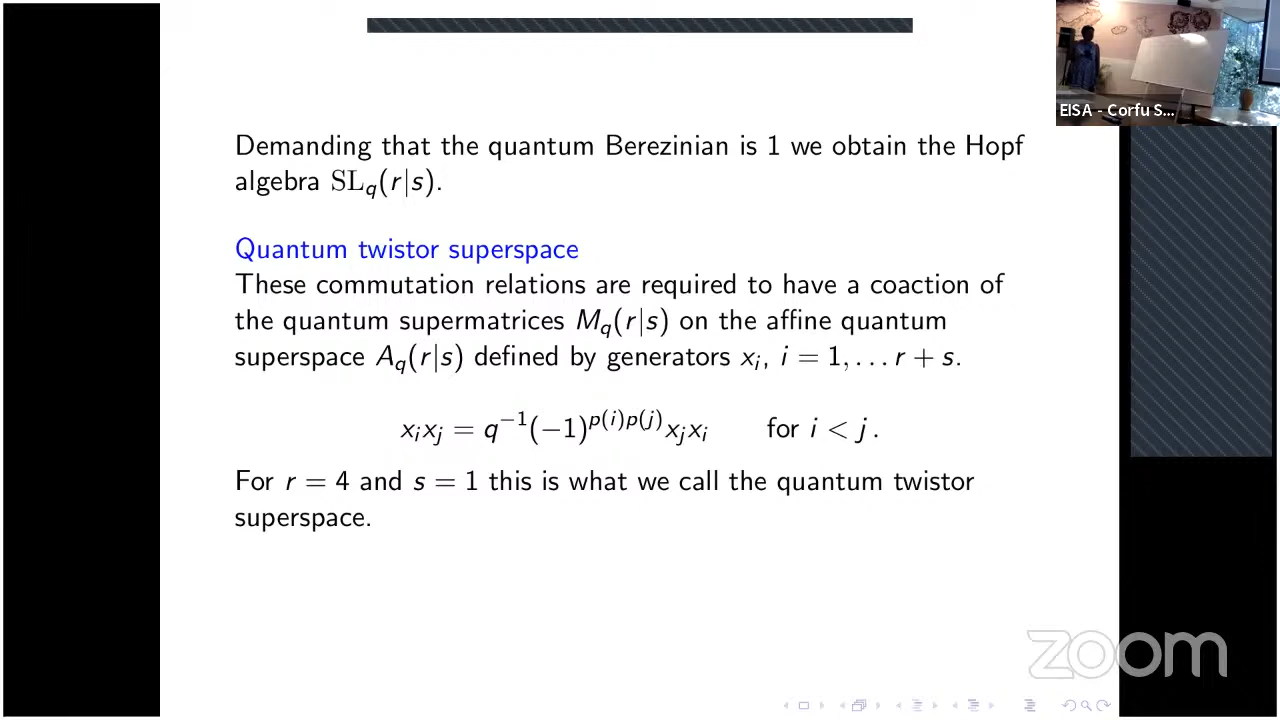 EISA - Corfu S...
Demanding that the quantum Berezinian is 1 we obtain the Hopf
algebra SL_q(r|s).
Quantum twistor superspace
These commutation relations are required to have a coaction of
the quantum supermatrices M_q(r|s) on the affine quantum
superspace A_q(r|s) defined by generators x_i, i = 1, ... r + s.
x_i x_j = q^{-1}(-1)^{p(i)p(j)} x_j x_i for i < j .
For r = 4 and s = 1 this is what we call the quantum twistor
superspace.
zoom